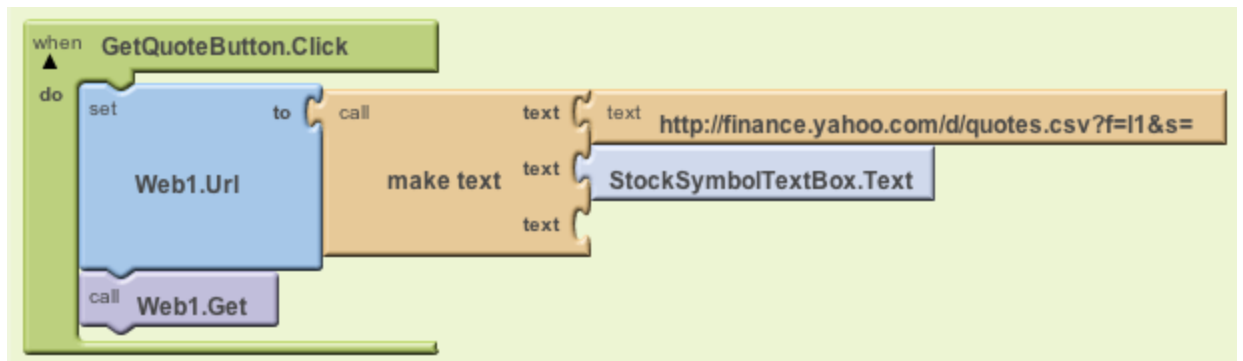 when GetQuoteButton.Click
do
set to call text text http://finance.yahoo.com/d/quotes.csv?f=l1&s=
Web1.Url make text text StockSymbolTextBox.Text
text
call Web1.Get